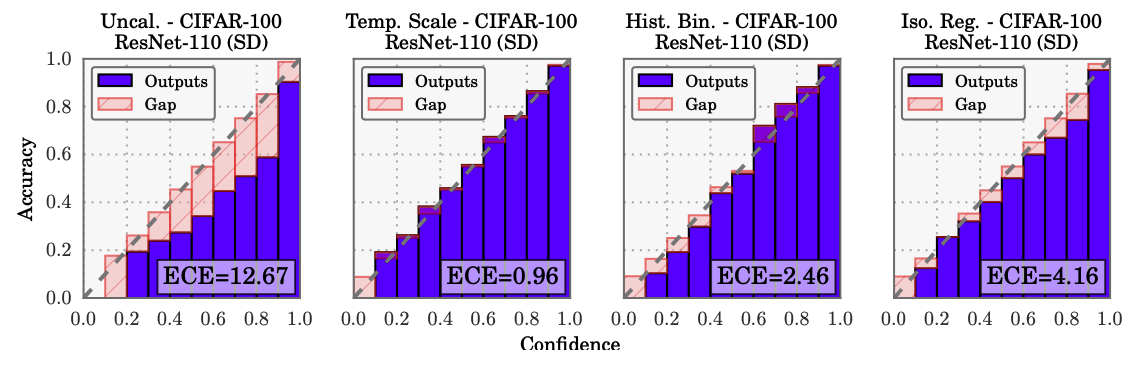 Uncal. - CIFAR-100
ResNet-110 (SD)
Temp. Scale - CIFAR-100
ResNet-110 (SD)
Hist. Bin. - CIFAR-100
ResNet-110 (SD)
Iso. Reg. - CIFAR-100
ResNet-110 (SD)
Accuracy
1.0
0.8
0.6
0.4
0.2
0.0
Outputs
Gap
ECE=12.67
0.0 0.2 0.4 0.6 0.8 1.0
Outputs
Gap
ECE=0.96
0.0 0.2 0.4 0.6 0.8 1.0
Outputs
Gap
ECE=2.46
0.0 0.2 0.4 0.6 0.8 1.0
Outputs
Gap
ECE=4.16
0.0 0.2 0.4 0.6 0.8 1.0
Confidence